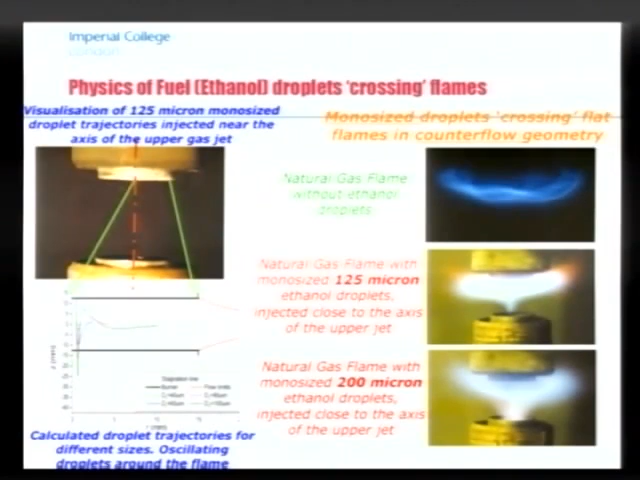 Imperial College
London
Physics of Fuel (Ethanol) droplets 'crossing' flames
Visualisation of 125 micron monosized
droplet trajectories injected near the
axis of the upper gas jet
Monosized droplets 'crossing' flat
flames in counterflow geometry
Natural Gas Flame
without ethanol
droplets
Natural Gas Flame with
monosized 125 micron
ethanol droplets,
injected close to the axis
of the upper jet
Natural Gas Flame with
monosized 200 micron
ethanol droplets,
injected close to the axis
of the upper jet
Stagnation line
Burner
Calculated droplet trajectories for
different sizes. Oscillating
droplets around the flame